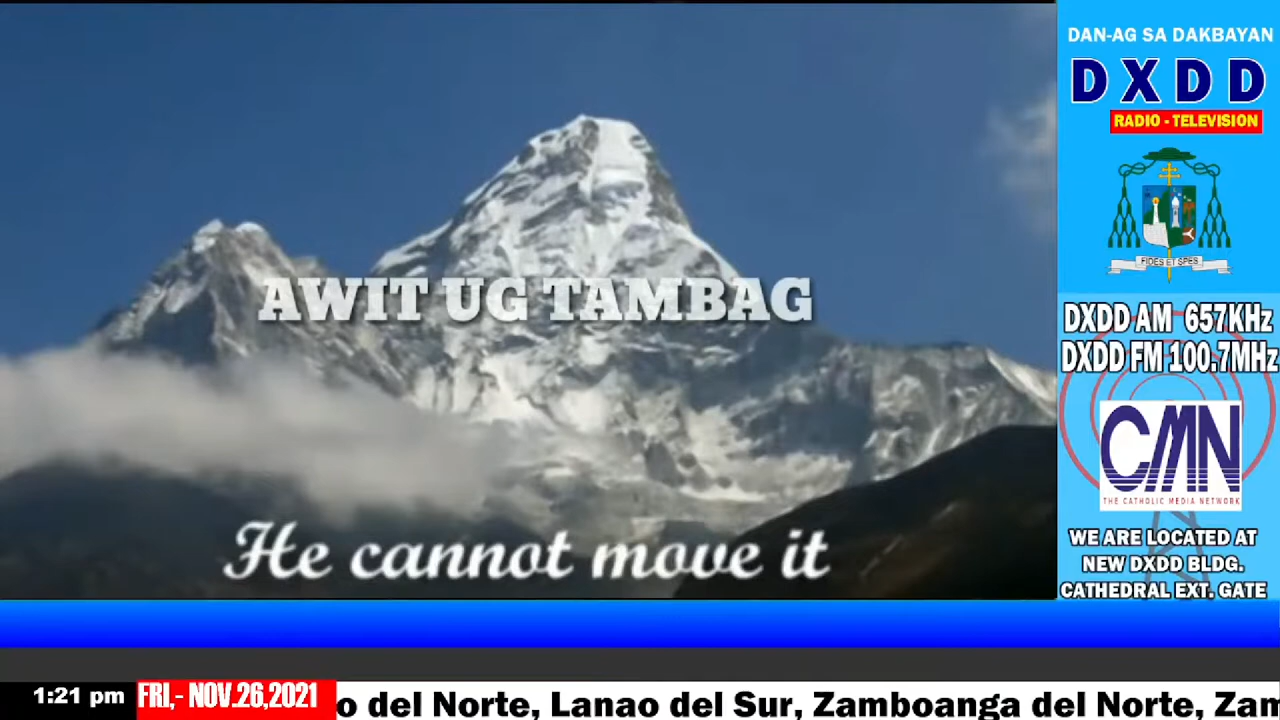 AWIT UG TAMBAG
He cannot move it
DAN-AG SA DAKBAYAN
DXDD
RADIO - TELEVISION
FIDES ET SPES
DXDD AM 657KHz
DXDD FM 100.7MHz
CMN
THE CATHOLIC MEDIA NETWORK
WE ARE LOCATED AT
NEW DXDD BLDG.
CATHEDRAL EXT. GATE
1:21 pm
FRI,- NOV.26,2021
o del Norte, Lanao del Sur, Zamboanga del Norte, Zan